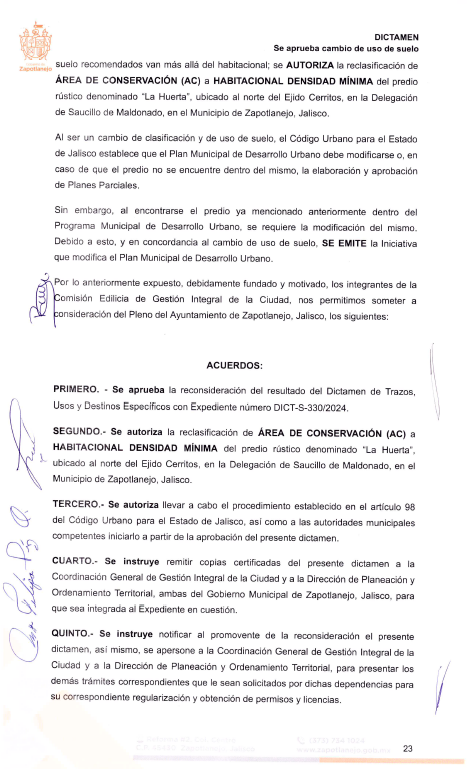 DICTAMEN
Se aprueba cambio de uso de suelo
Zapotlanejo
suelo recomendados van más allá del habitacional; se AUTORIZA la reclasificación de
ÁREA DE CONSERVACIÓN (AC) a HABITACIONAL DENSIDAD MÍNIMA del predio
rústico denominado “La Huerta”, ubicado al norte del Ejido Cerritos, en la Delegación
de Saucillo de Maldonado, en el Municipio de Zapotlanejo, Jalisco.
Al ser un cambio de clasificación y de uso de suelo, el Código Urbano para el Estado
de Jalisco establece que el Plan Municipal de Desarrollo Urbano debe modificarse o, en
caso de que el predio no se encuentre dentro del mismo, la elaboración y aprobación
de Planes Parciales.
Sin embargo, al encontrarse el predio ya mencionado anteriormente dentro del
Programa Municipal de Desarrollo Urbano, se requiere la modificación del mismo.
Debido a esto, y en concordancia al cambio de uso de suelo, SE EMITE la Iniciativa
que modifica el Plan Municipal de Desarrollo Urbano.
Por lo anteriormente expuesto, debidamente fundado y motivado, los integrantes de la
Comisión Edilicia de Gestión Integral de la Ciudad, nos permitimos someter a
consideración del Pleno del Ayuntamiento de Zapotlanejo, Jalisco, los siguientes:
ACUERDOS:
PRIMERO. - Se aprueba la reconsideración del resultado del Dictamen de Trazos,
Usos y Destinos Específicos con Expediente número DICT-S-330/2024.
SEGUNDO.- Se autoriza la reclasificación de ÁREA DE CONSERVACIÓN (AC) a
HABITACIONAL DENSIDAD MÍNIMA del predio rústico denominado “La Huerta”,
ubicado al norte del Ejido Cerritos, en la Delegación de Saucillo de Maldonado, en el
Municipio de Zapotlanejo, Jalisco.
TERCERO.- Se autoriza llevar a cabo el procedimiento establecido en el artículo 98
del Código Urbano para el Estado de Jalisco, así como a las autoridades municipales
competentes iniciarlo a partir de la aprobación del presente dictamen.
CUARTO.- Se instruye remitir copias certificadas del presente dictamen a la
Coordinación General de Gestión Integral de la Ciudad y a la Dirección de Planeación y
Ordenamiento Territorial, ambas del Gobierno Municipal de Zapotlanejo, Jalisco, para
que sea integrada al Expediente en cuestión.
QUINTO.- Se instruye notificar al promovente de la reconsideración el presente
dictamen, así mismo, se apersone a la Coordinación General de Gestión Integral de la
Ciudad y a la Dirección de Planeación y Ordenamiento Territorial, para presentar los
demás trámites correspondientes que le sean solicitados por dichas dependencias para
su correspondiente regularización y obtención de permisos y licencias.
23